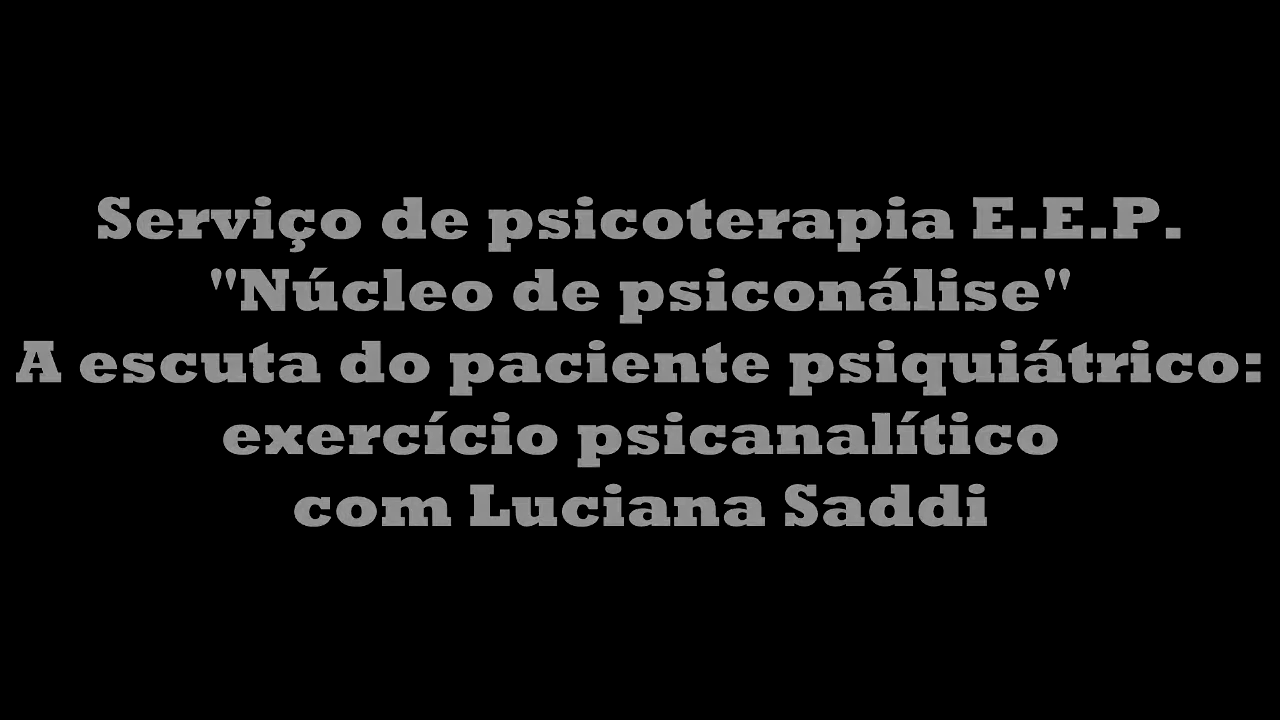 Serviço de psicoterapia E.E.P.
"Núcleo de psiconálise"
A escuta do paciente psiquiátrico:
exercício psicanalítico
com Luciana Saddi